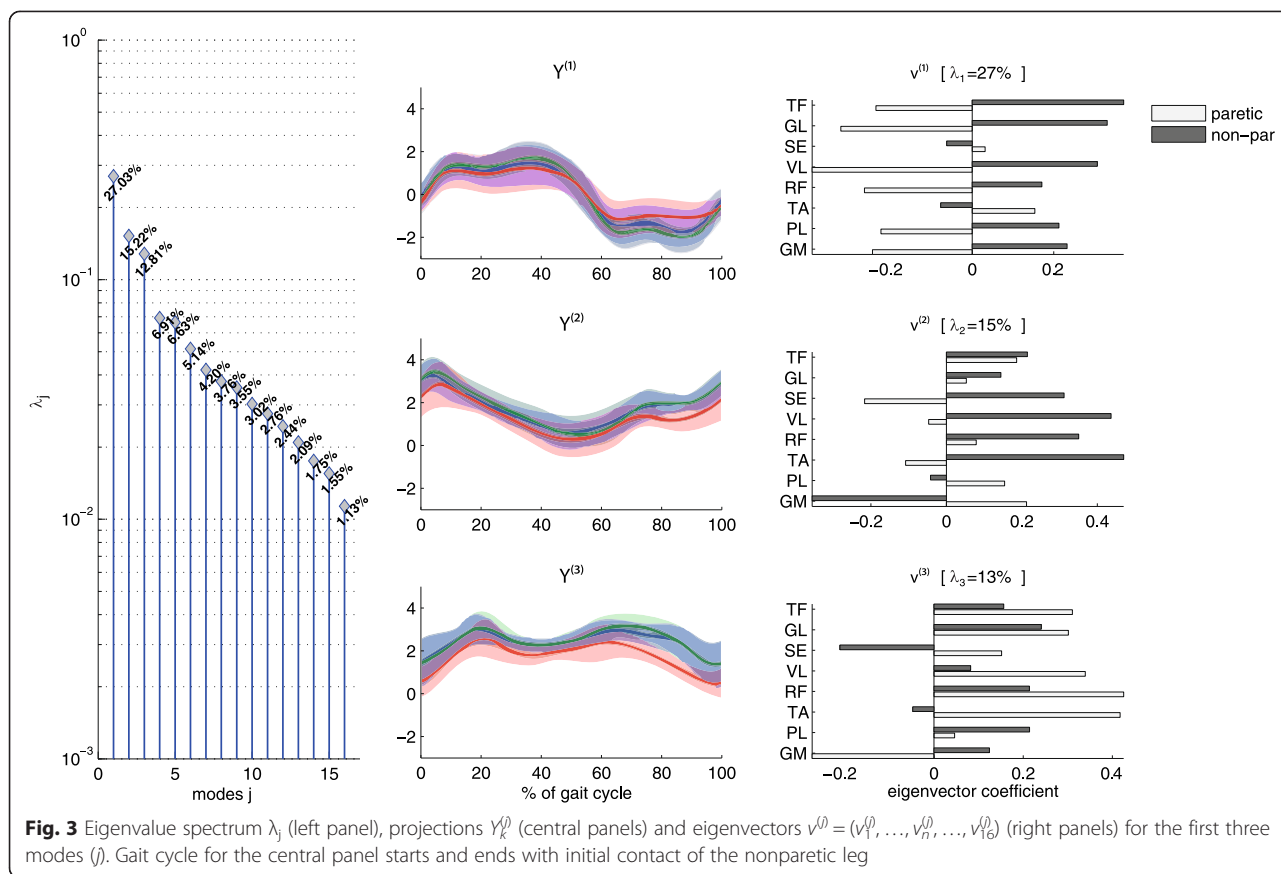 10⁰
10⁻¹
10⁻²
10⁻³
λj
27.03%
15.22%
12.81%
6.91%
6.63%
5.14%
4.20%
3.76%
3.55%
3.02%
2.76%
2.44%
2.09%
1.75%
1.55%
1.13%
0 5 10 15
modes j
Y⁽¹⁾
4
2
0
−2
0 20 40 60 80 100
Y⁽²⁾
4
2
0
−2
0 20 40 60 80 100
Y⁽³⁾
4
2
0
−2
0 20 40 60 80 100
% of gait cycle
v⁽¹⁾ [ λ₁=27% ]
TF
GL
SE
VL
RF
TA
PL
GM
−0.2 0 0.2
paretic
non-par
v⁽²⁾ [ λ₂=15% ]
TF
GL
SE
VL
RF
TA
PL
GM
−0.2 0 0.2 0.4
v⁽³⁾ [ λ₃=13% ]
TF
GL
SE
VL
RF
TA
PL
GM
−0.2 0 0.2 0.4
eigenvector coefficient
Fig. 3 Eigenvalue spectrum λj (left panel), projections Yₖ⁽ʲ⁾ (central panels) and eigenvectors v⁽ʲ⁾ = (v₁⁽ʲ⁾, …, vₙ⁽ʲ⁾, …, v₁₆⁽ʲ⁾) (right panels) for the first three
modes (j). Gait cycle for the central panel starts and ends with initial contact of the nonparetic leg